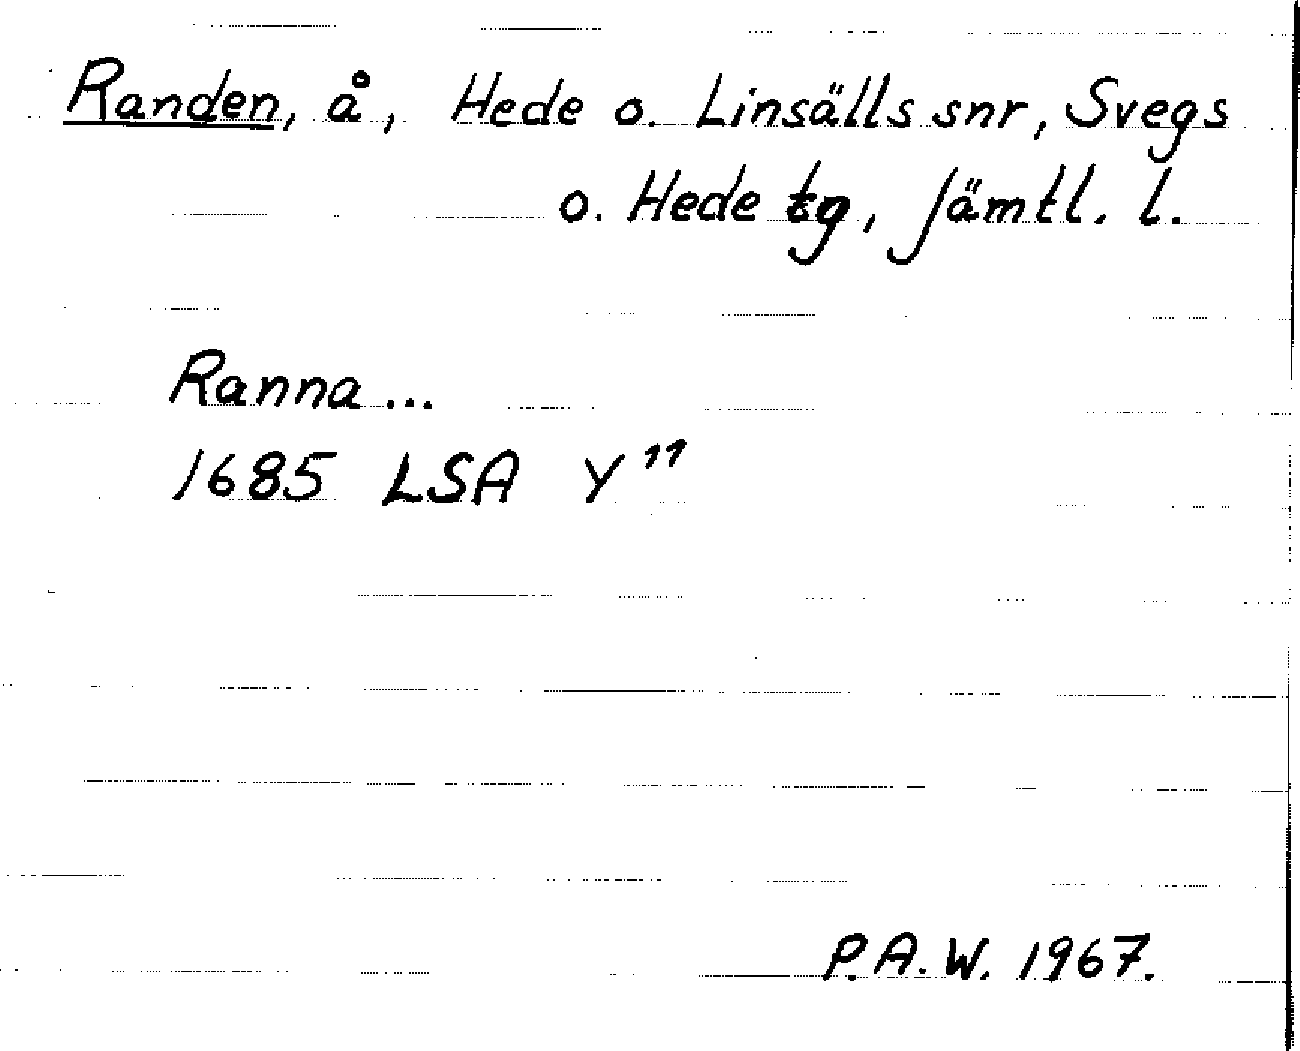 Randen, å, Hede o. Linsälls snr, Svegs
o. Hede tg, Jämtl. l.
Ranna...
1685 LSA Y"
P.A.W. 1967.